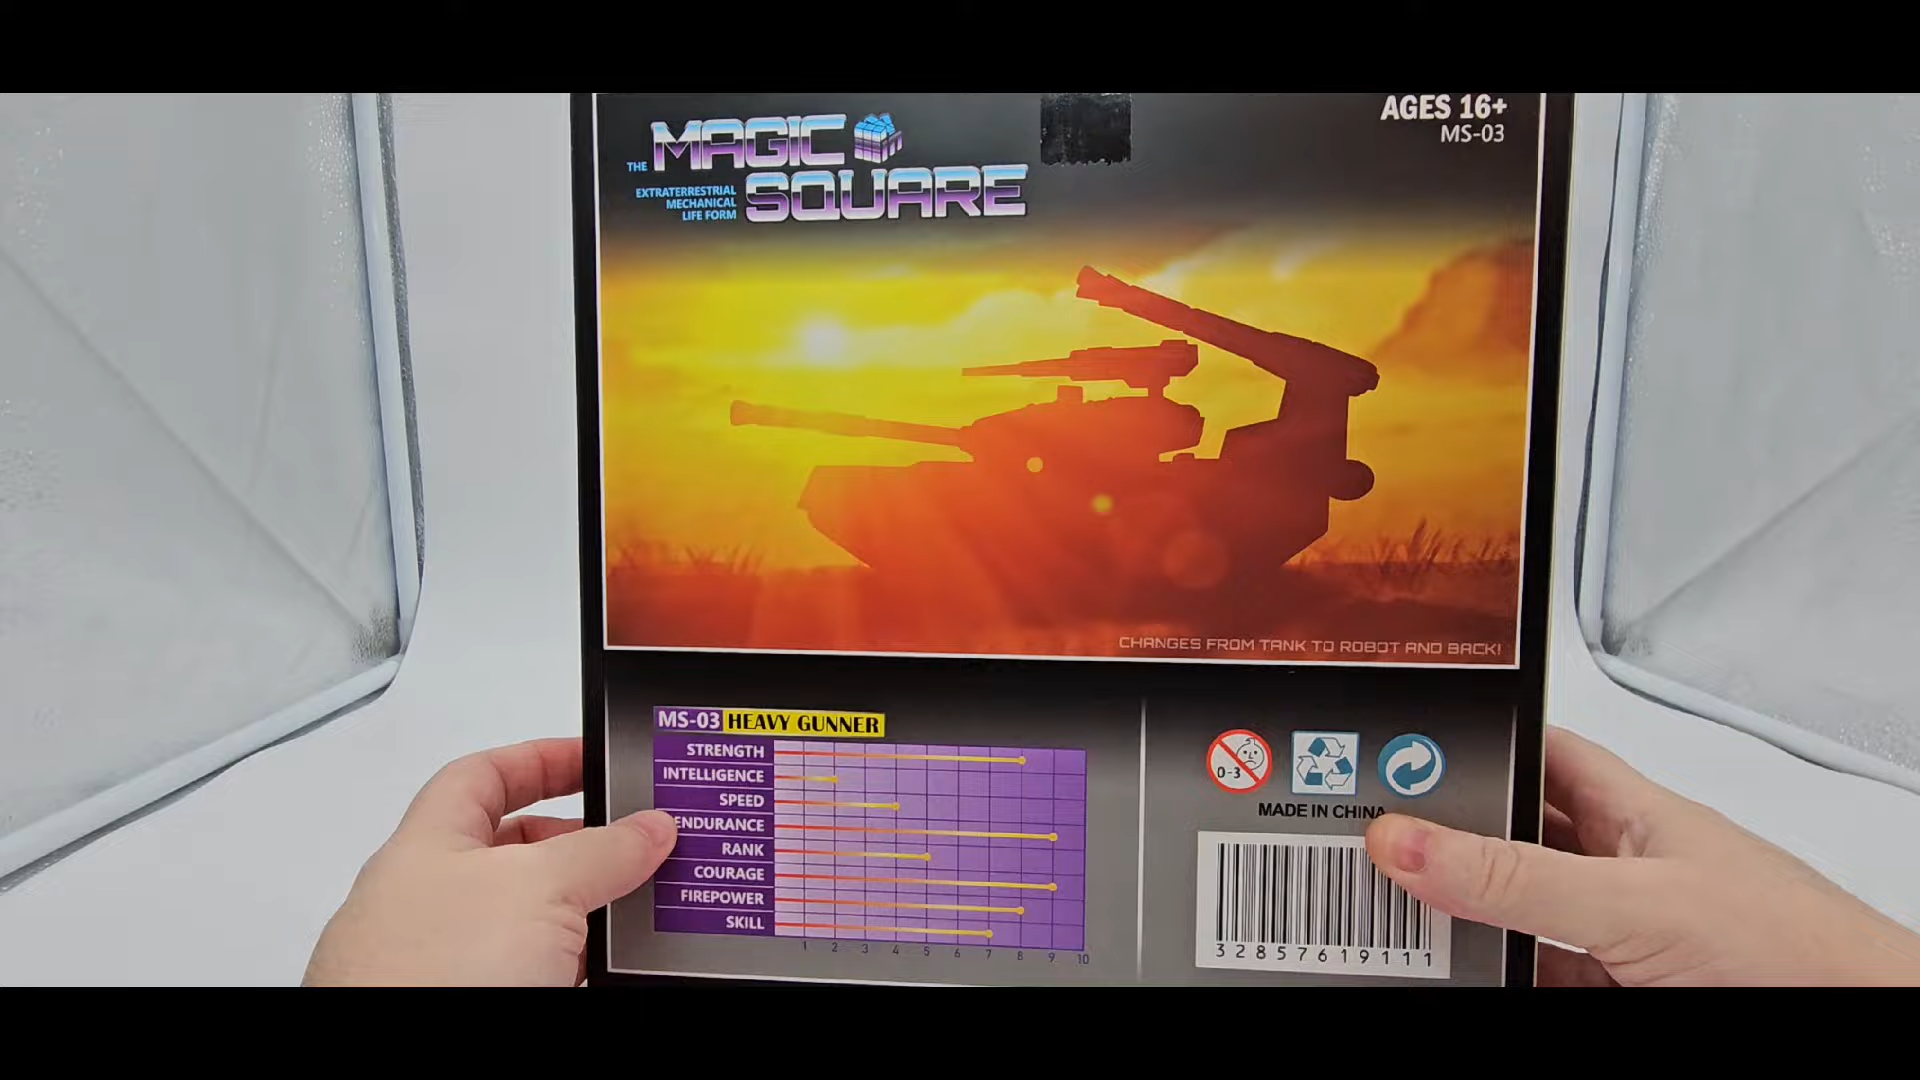 AGES 16+
MS-03
THE MAGIC
EXTRATERRESTRIAL
MECHANICAL
LIFE FORM
SQUARE
CHANGES FROM TANK TO ROBOT AND BACK!
MS-03 HEAVY GUNNER
STRENGTH
INTELLIGENCE
SPEED
ENDURANCE
RANK
COURAGE
FIREPOWER
SKILL
1 2 3 4 5 6 7 8 9 10
0-3
MADE IN CHINA
3 2 8 5 7 6 1 9 1 1 1